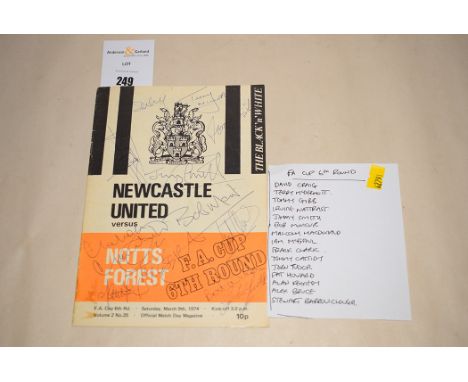 Anderson & Garland
LOT
249
THE BLACK 'n' WHITE
NEWCASTLE
UNITED
versus
NOTTS
FOREST
F.A. CUP
6TH ROUND
F.A. Cup 6th Rd. Saturday, March 9th, 1974 Kick-off 3.0 p.m.
Volume 2 No.25 Official Match Day Magazine 10p
FA CUP 6TH ROUND
DAVID CRAIG
TERRY MCDERMOTT
TOMMY GIBB
IRVING NATTRASS
JIMMY SMITH
BOB MONCUR
MALCOLM MACDONALD
IAM MCFAUL
FRANK CLARK
TOMMY CASSIDY
JOHN TUDOR
PAT HOWARD
ALAN KENNEDY
ALEX BRUCE
STEWART BARROWCLOUGH